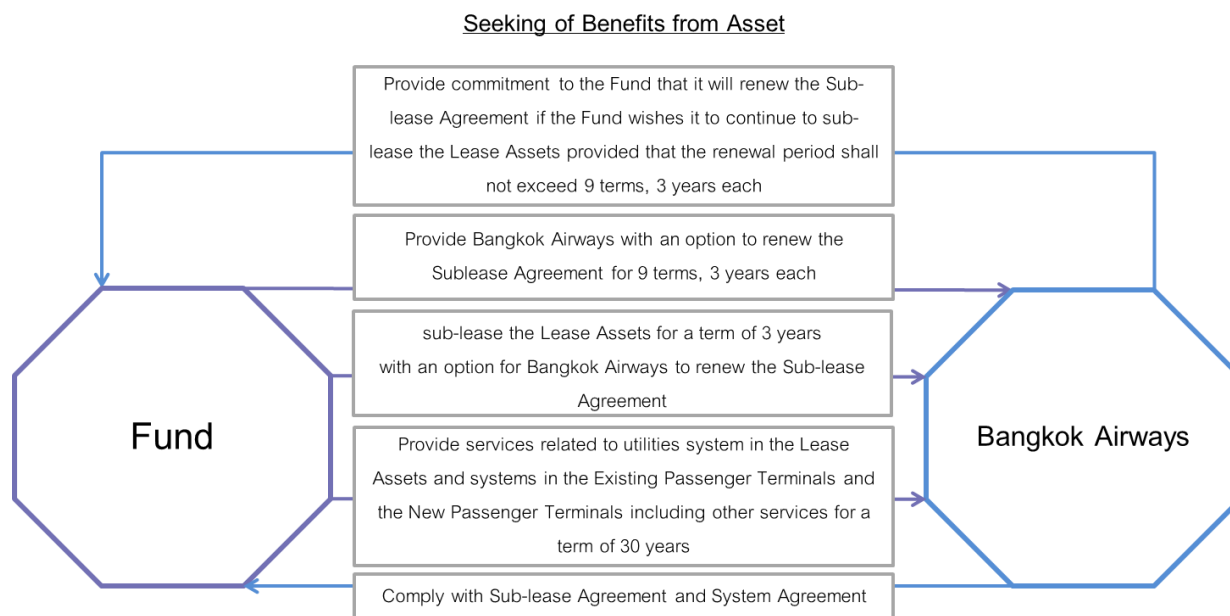 Seeking of Benefits from Asset
Provide commitment to the Fund that it will renew the Sub-
lease Agreement if the Fund wishes it to continue to sub-
lease the Lease Assets provided that the renewal period shall
not exceed 9 terms, 3 years each
Provide Bangkok Airways with an option to renew the
Sublease Agreement for 9 terms, 3 years each
sub-lease the Lease Assets for a term of 3 years
with an option for Bangkok Airways to renew the Sub-lease
Agreement
Fund
Bangkok Airways
Provide services related to utilities system in the Lease
Assets and systems in the Existing Passenger Terminals and
the New Passenger Terminals including other services for a
term of 30 years
Comply with Sub-lease Agreement and System Agreement